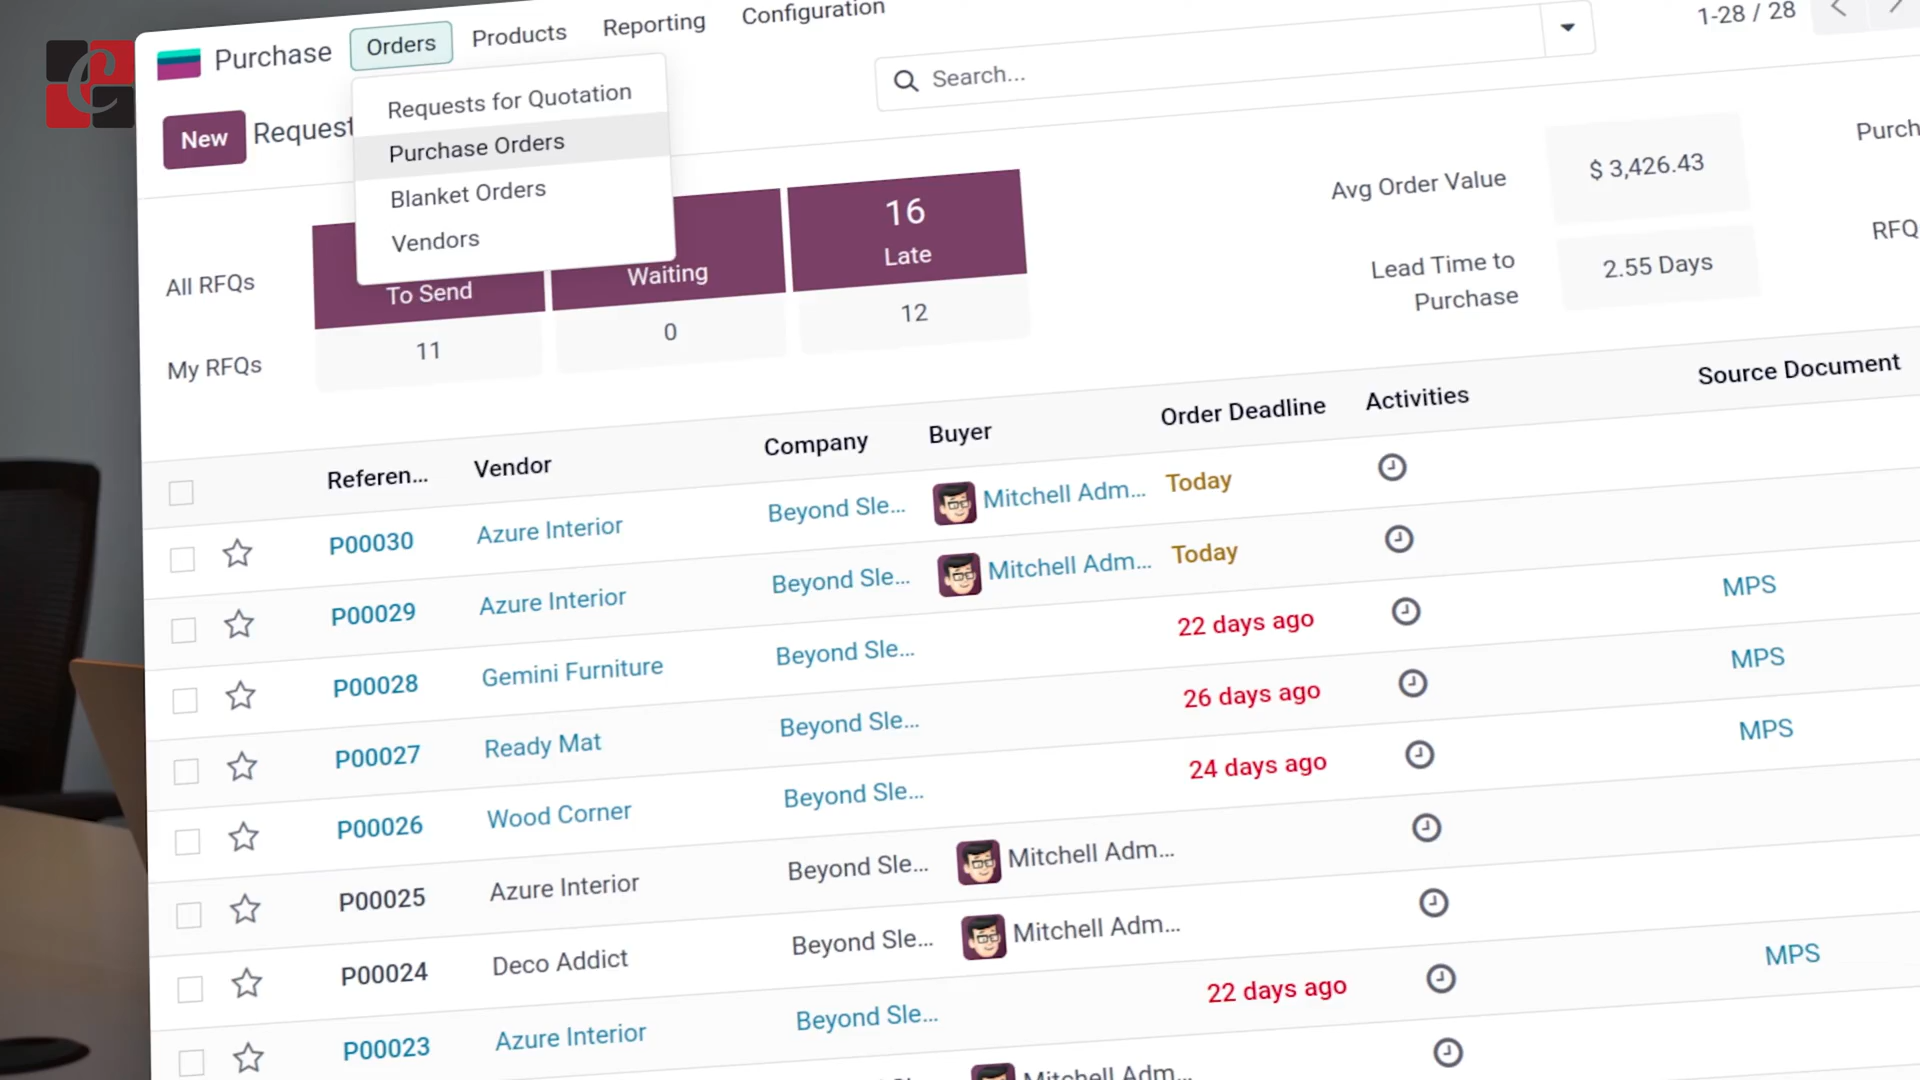 Purchase Orders Products Reporting Configuration
1-28 / 28
Search...
New Request
Requests for Quotation
Purchase Orders
Blanket Orders
Vendors
16
To Send Waiting Late
All RFQs
My RFQs 11 0 12
Avg Order Value $ 3,426.43 Purch
Lead Time to
Purchase 2.55 Days RFQ
Referen... Vendor Company Buyer Order Deadline Activities Source Document
P00030 Azure Interior Beyond Sle... Mitchell Adm... Today
P00029 Azure Interior Beyond Sle... Mitchell Adm... Today
P00028 Gemini Furniture Beyond Sle... 22 days ago MPS
P00027 Ready Mat Beyond Sle... 26 days ago MPS
P00026 Wood Corner Beyond Sle... 24 days ago MPS
P00025 Azure Interior Beyond Sle... Mitchell Adm...
P00024 Deco Addict Beyond Sle... Mitchell Adm...
P00023 Azure Interior Beyond Sle... 22 days ago MPS
Mitchell Adm...